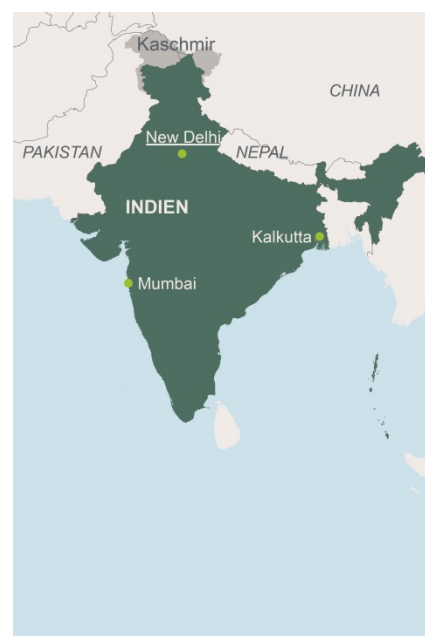 Kaschmir
CHINA
New Delhi
PAKISTAN
NEPAL
INDIEN
Kalkutta
Mumbai